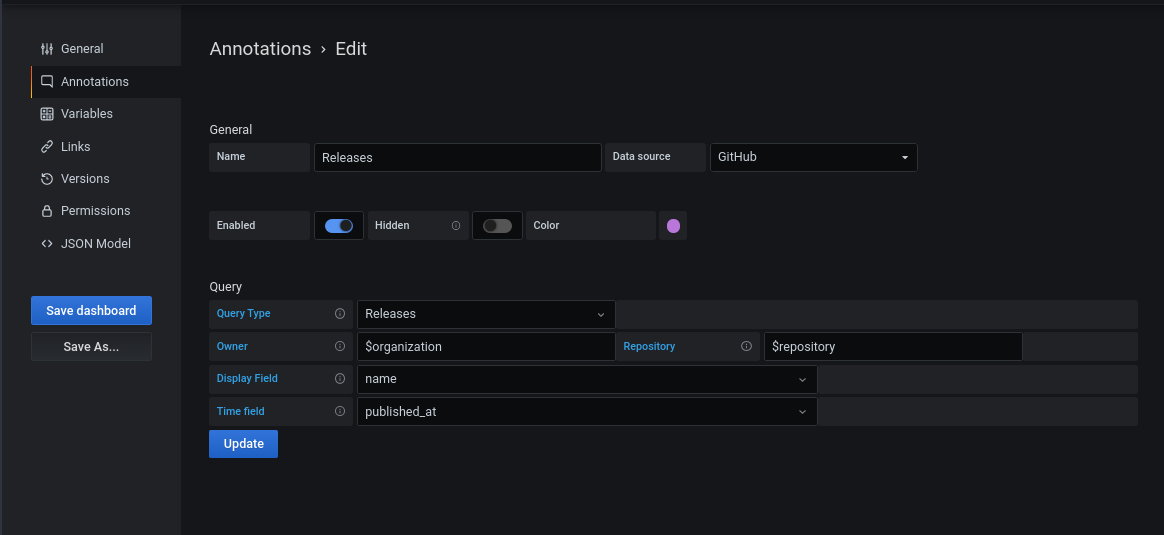 General
Annotations
Variables
Links
Versions
Permissions
JSON Model
Save dashboard
Save As...
Annotations › Edit
General
Name Releases Data source GitHub
Enabled Hidden Color
Query
Query Type Releases
Owner $organization Repository $repository
Display Field name
Time field published_at
Update